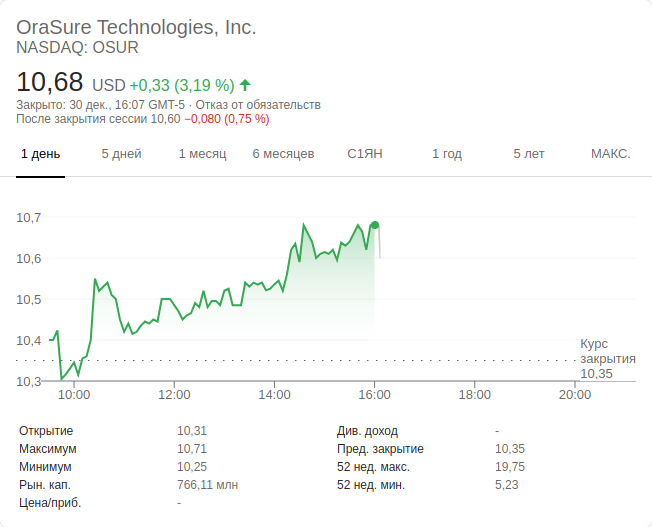 OraSure Technologies, Inc.
NASDAQ: OSUR
10,68 USD +0,33 (3,19 %)
Закрыто: 30 дек., 16:07 GMT-5 · Отказ от обязательств
После закрытия сессии 10,60 −0,080 (0,75 %)
1 день 5 дней 1 месяц 6 месяцев С1ЯН 1 год 5 лет МАКС.
10,7
10,6
10,5
10,4
10,3
Курс
закрытия
10,35
10:00 12:00 14:00 16:00 18:00 20:00
Открытие 10,31 Див. доход -
Максимум 10,71 Пред. закрытие 10,35
Минимум 10,25 52 нед. макс. 19,75
Рын. кап. 766,11 млн 52 нед. мин. 5,23
Цена/приб. -